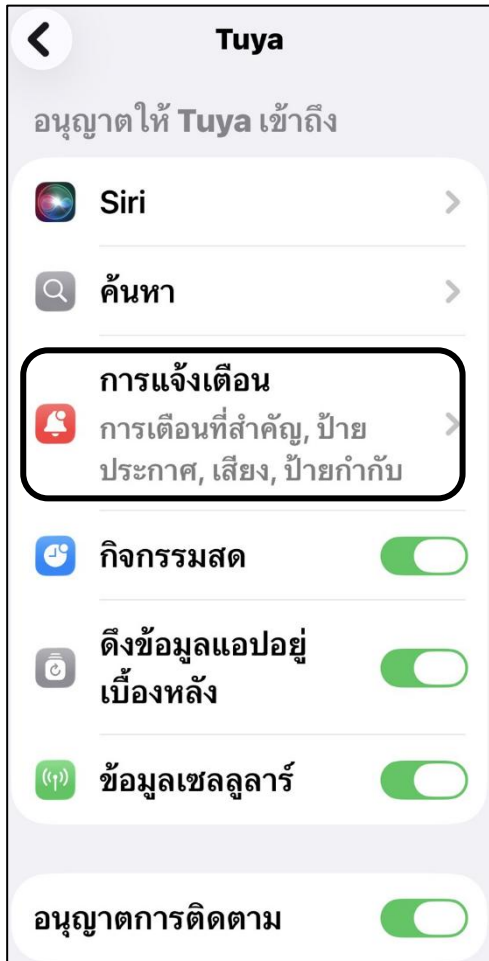 Tuya
อนุญาตให้ Tuya เข้าถึง
Siri
ค้นหา
การแจ้งเตือน
การเตือนที่สำคัญ, ป้าย
ประกาศ, เสียง, ป้ายกำกับ
กิจกรรมสด
ดึงข้อมูลแอปอยู่
เบื้องหลัง
ข้อมูลเซลลูลาร์
อนุญาตการติดตาม